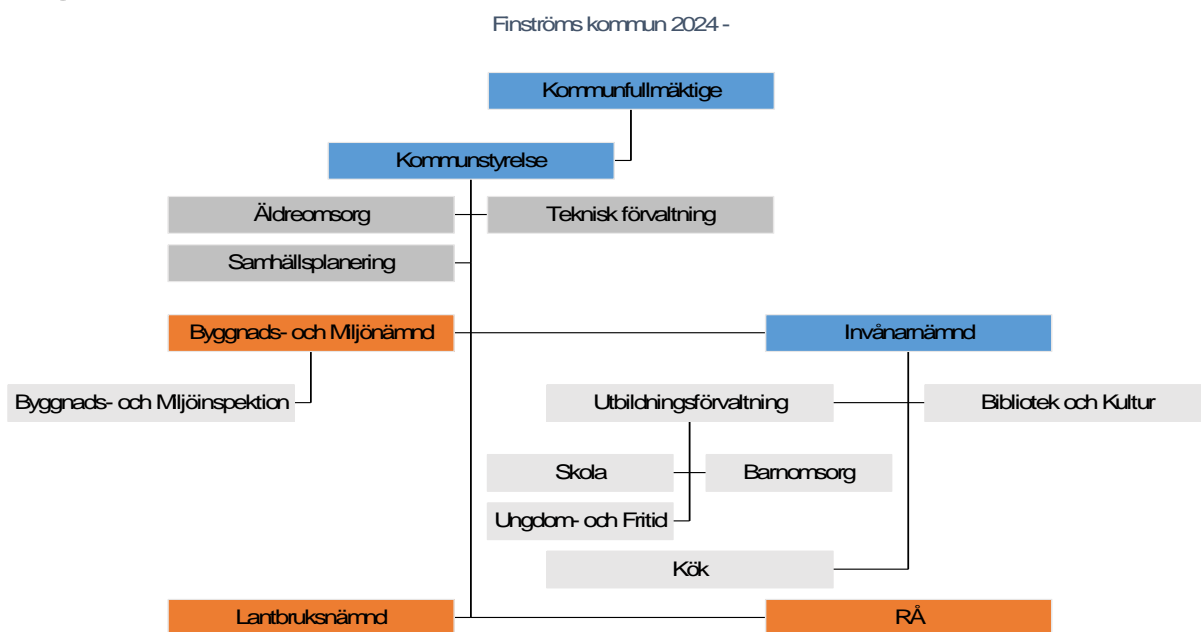 Finströms kommun 2024 -
Kommunfullmäktige
Kommunstyrelse
Äldreomsorg
Teknisk förvaltning
Samhällsplanering
Byggnads- och Miljönämnd
Invånarnämnd
Byggnads- och Miljöinspektion
Utbildningsförvaltning
Bibliotek och Kultur
Skola
Barnomsorg
Ungdom- och Fritid
Kök
Lantbruksnämnd
RÅ